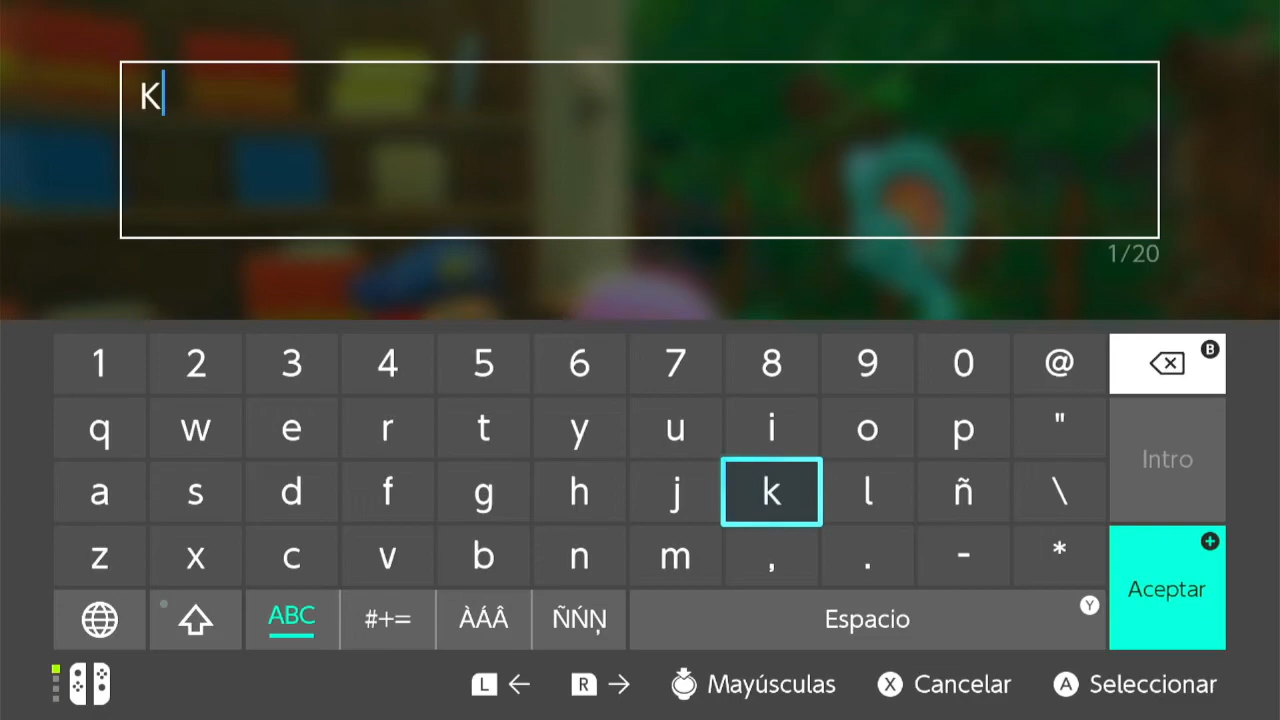 K
1/20
1 2 3 4 5 6 7 8 9 0 @ B
q w e r t y u i o p "
Intro
a s d f g h j k l ñ \
z x c v b n m , . - * +
Aceptar
ABC #+= ÀÁÂ ÑŃŅ Espacio Y
L ← R → Mayúsculas X Cancelar A Seleccionar